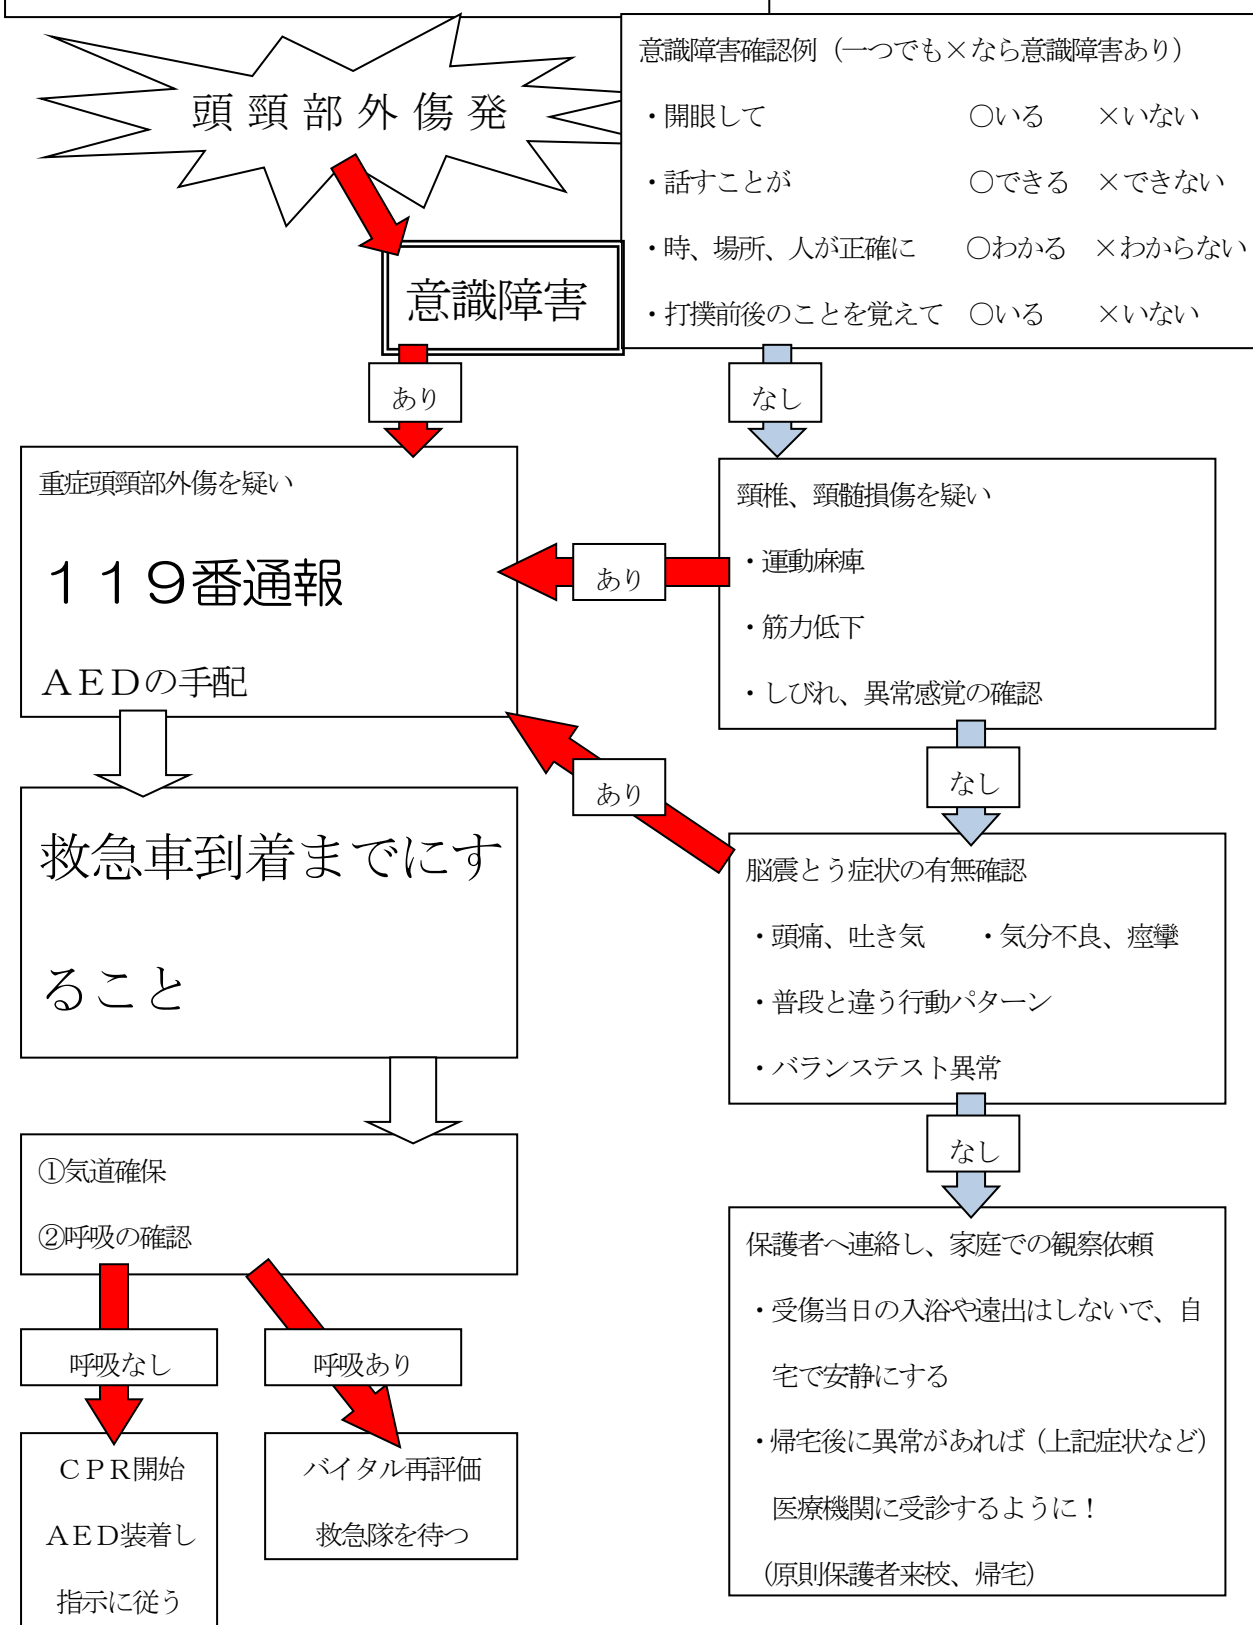 頭頸部外傷発
意識障害確認例（一つでも×なら意識障害あり）
・開眼して　〇いる　×いない
・話すことが　〇できる　×できない
・時、場所、人が正確に　〇わかる　×わからない
・打撲前後のことを覚えて　〇いる　×いない
意識障害
あり
なし
重症頭頸部外傷を疑い
１１９番通報
ＡＥＤの手配
頸椎、頸髄損傷を疑い
・運動麻痺
・筋力低下
・しびれ、異常感覚の確認
あり
なし
あり
救急車到着までにす
ること
脳震とう症状の有無確認
・頭痛、吐き気　・気分不良、痙攣
・普段と違う行動パターン
・バランステスト異常
なし
①気道確保
②呼吸の確認
呼吸なし
呼吸あり
ＣＰＲ開始
ＡＥＤ装着し
指示に従う
バイタル再評価
救急隊を待つ
保護者へ連絡し、家庭での観察依頼
・受傷当日の入浴や遠出はしないで、自
宅で安静にする
・帰宅後に異常があれば（上記症状など）
医療機関に受診するように！
（原則保護者来校、帰宅）